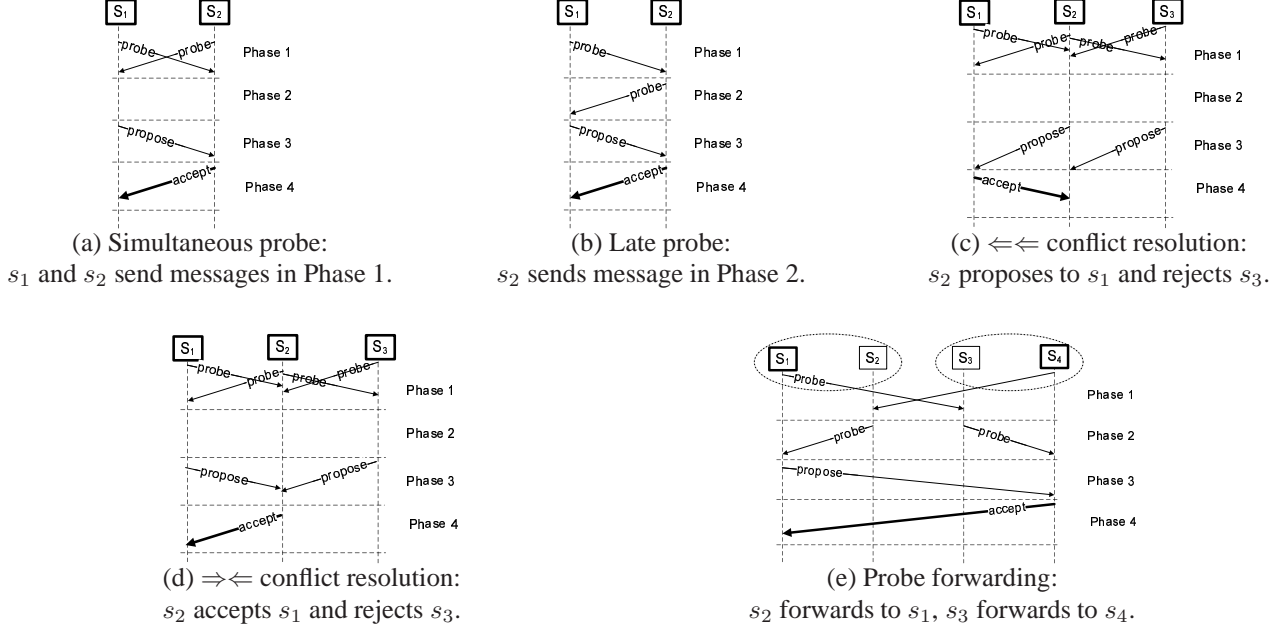 S1 S2
probe probe Phase 1
Phase 2
propose Phase 3
accept Phase 4
(a) Simultaneous probe:
s1 and s2 send messages in Phase 1.
S1 S2
probe Phase 1
probe Phase 2
propose Phase 3
accept Phase 4
(b) Late probe:
s2 sends message in Phase 2.
S1 S2 S3
probe probe probe probe Phase 1
Phase 2
propose propose Phase 3
accept Phase 4
(c) ⇐⇐ conflict resolution:
s2 proposes to s1 and rejects s3.
S1 S2 S3
probe probe probe probe Phase 1
Phase 2
propose propose Phase 3
accept Phase 4
(d) ⇒⇐ conflict resolution:
s2 accepts s1 and rejects s3.
S1 S2 S3 S4
probe Phase 1
probe probe Phase 2
propose Phase 3
accept Phase 4
(e) Probe forwarding:
s2 forwards to s1, s3 forwards to s4.